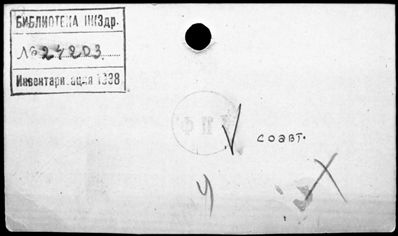 БИБЛИОТЕКА НКЗдр.
№ 24203
Инвентаризация 1938
V соавт.